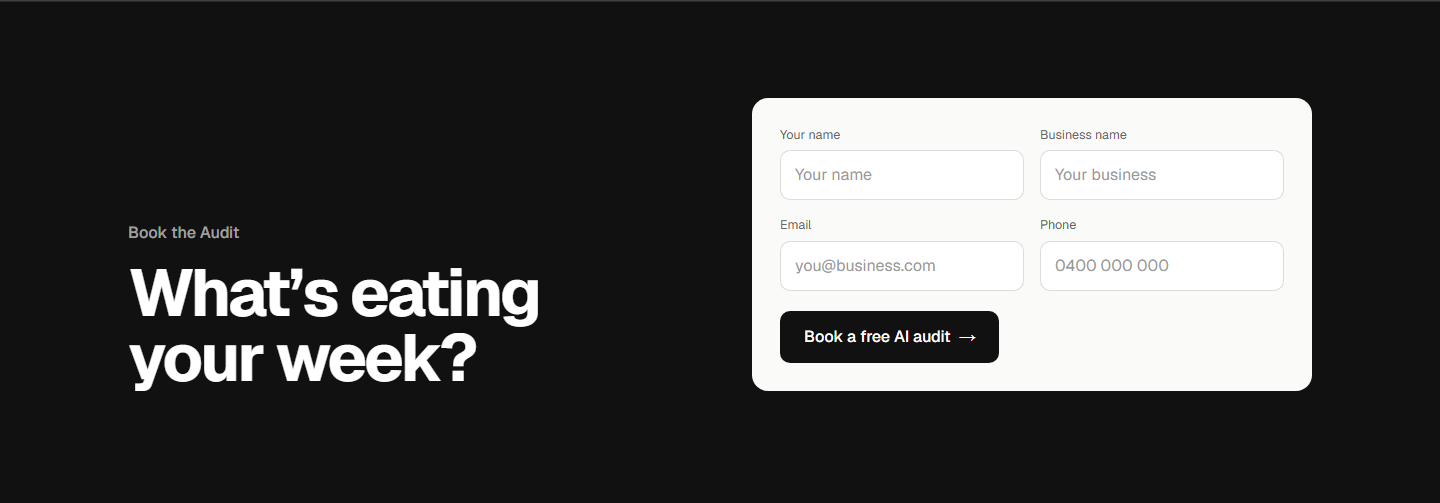 Book the Audit
What’s eating
your week?
Your name
Business name
Your name
Your business
Email
Phone
you@business.com
0400 000 000
Book a free AI audit →